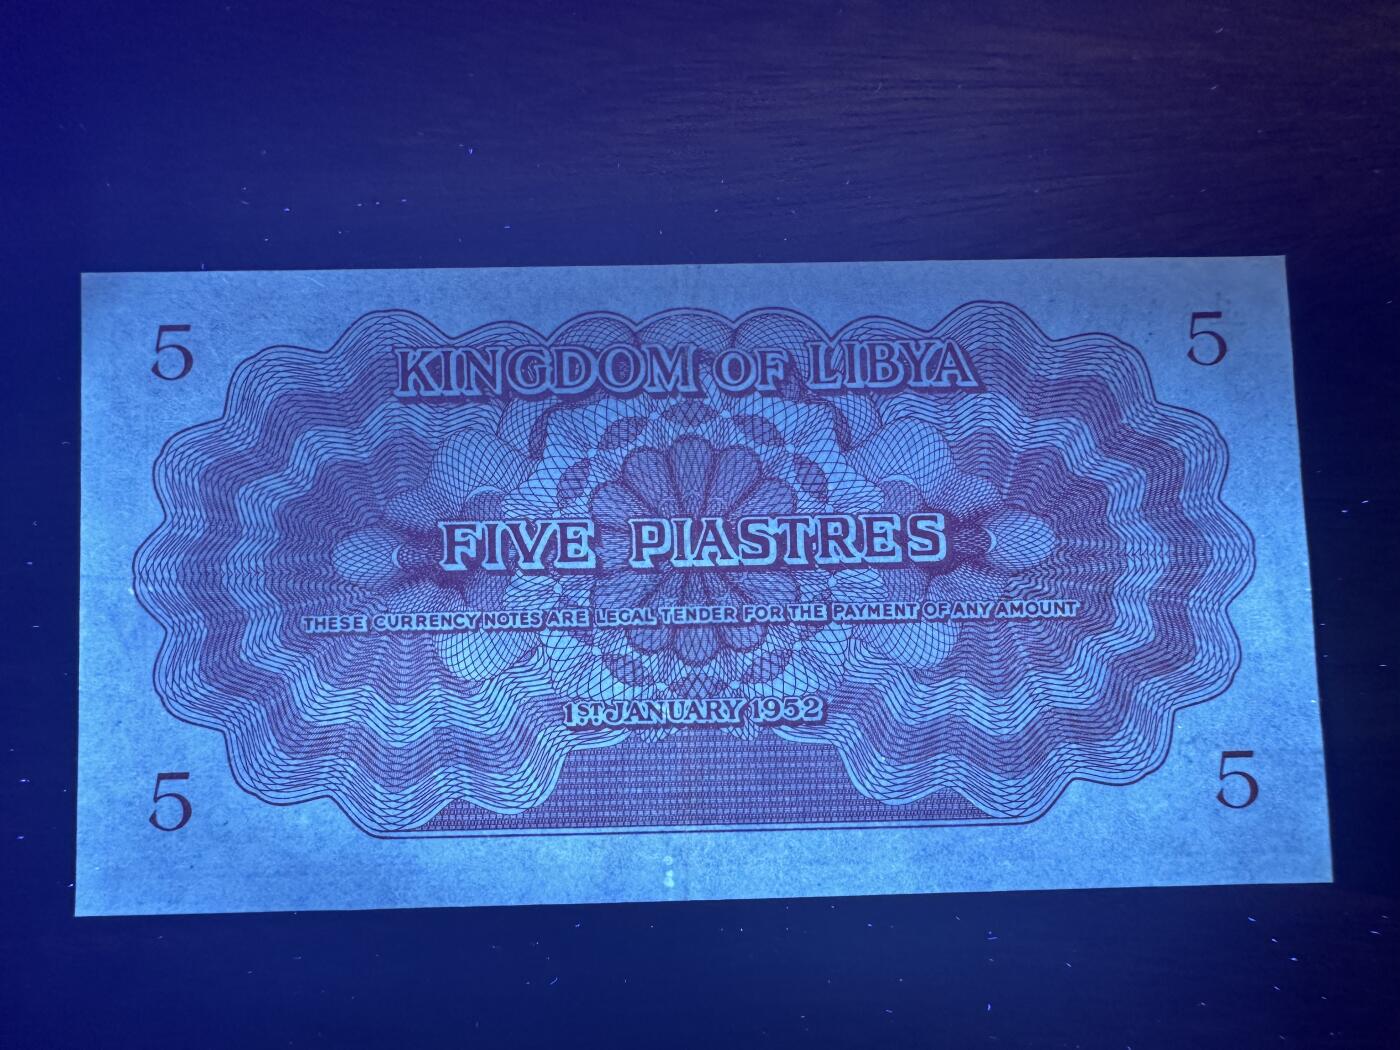 5 5
KINGDOM OF LIBYA
FIVE PIASTRES
THESE CURRENCY NOTES ARE LEGAL TENDER FOR THE PAYMENT OF ANY AMOUNT
1ST. JANUARY 1952
5 5